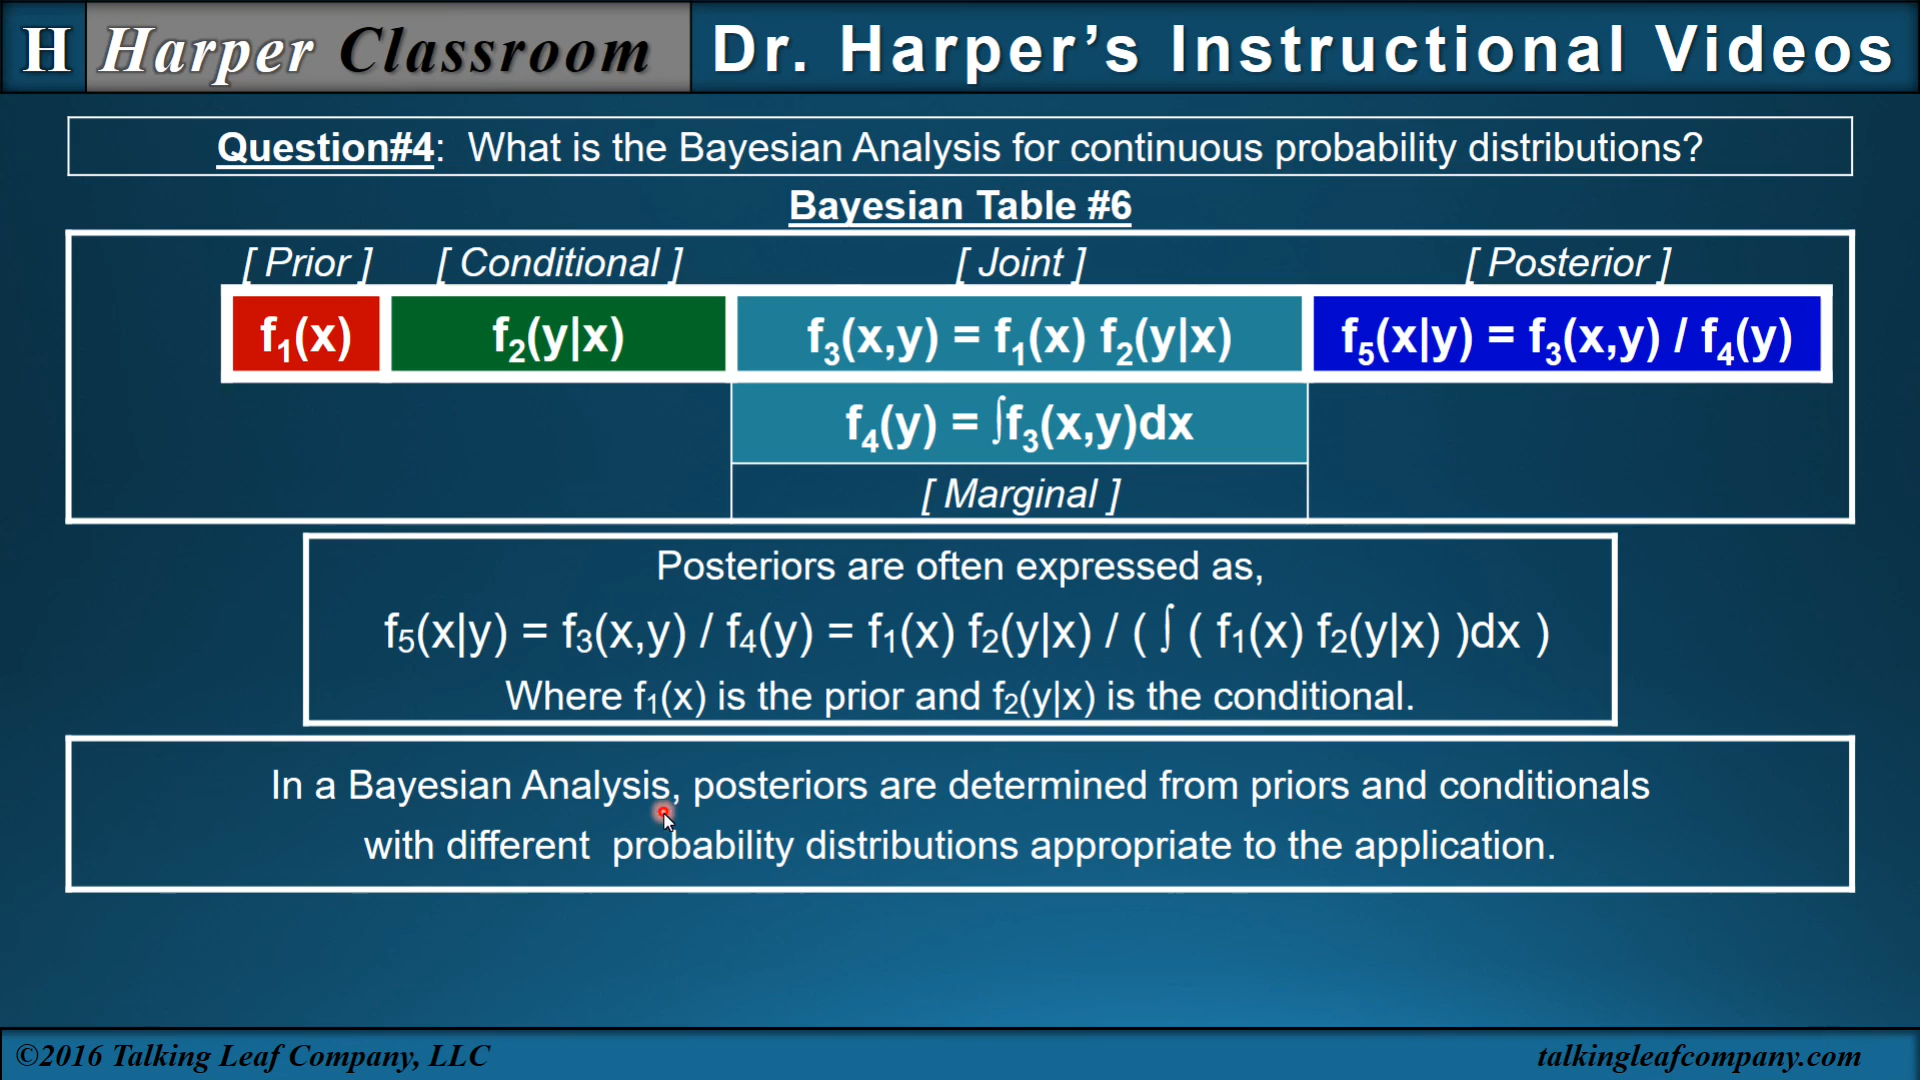 H Harper Classroom Dr. Harper's Instructional Videos
Question#4: What is the Bayesian Analysis for continuous probability distributions?
Bayesian Table #6
[ Prior ] [ Conditional ] [ Joint ] [ Posterior ]
f₁(x) f₂(y|x) f₃(x,y) = f₁(x) f₂(y|x) f₅(x|y) = f₃(x,y) / f₄(y)
f₄(y) = ∫f₃(x,y)dx
[ Marginal ]
Posteriors are often expressed as,
f₅(x|y) = f₃(x,y) / f₄(y) = f₁(x) f₂(y|x) / ( ∫ ( f₁(x) f₂(y|x) )dx )
Where f₁(x) is the prior and f₂(y|x) is the conditional.
In a Bayesian Analysis, posteriors are determined from priors and conditionals
with different probability distributions appropriate to the application.
©2016 Talking Leaf Company, LLC talkingleafcompany.com